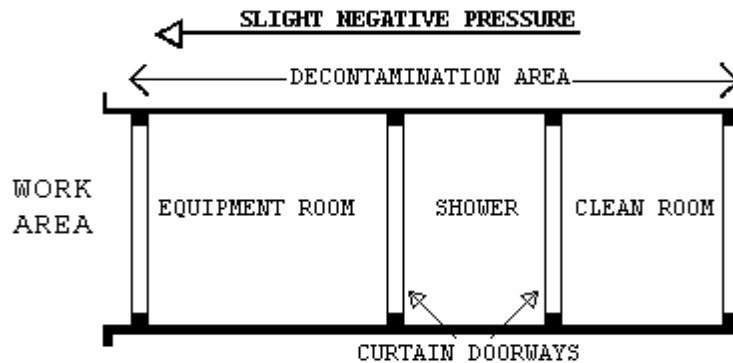 SLIGHT NEGATIVE PRESSURE
DECONTAMINATION AREA
WORK
AREA
EQUIPMENT ROOM
SHOWER
CLEAN ROOM
CURTAIN DOORWAYS